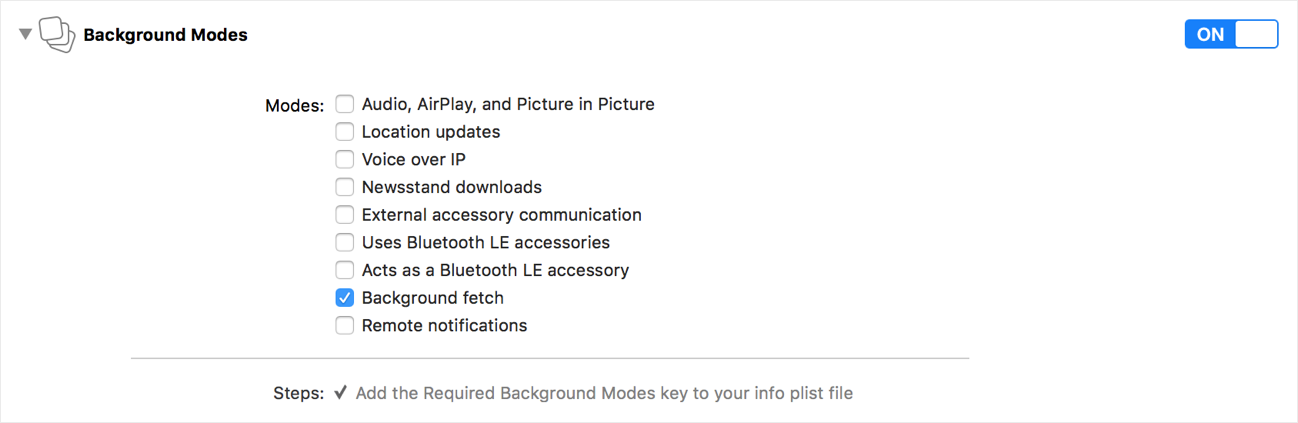 Background Modes
ON
Modes: Audio, AirPlay, and Picture in Picture
Location updates
Voice over IP
Newsstand downloads
External accessory communication
Uses Bluetooth LE accessories
Acts as a Bluetooth LE accessory
Background fetch
Remote notifications
Steps: ✓ Add the Required Background Modes key to your info plist file